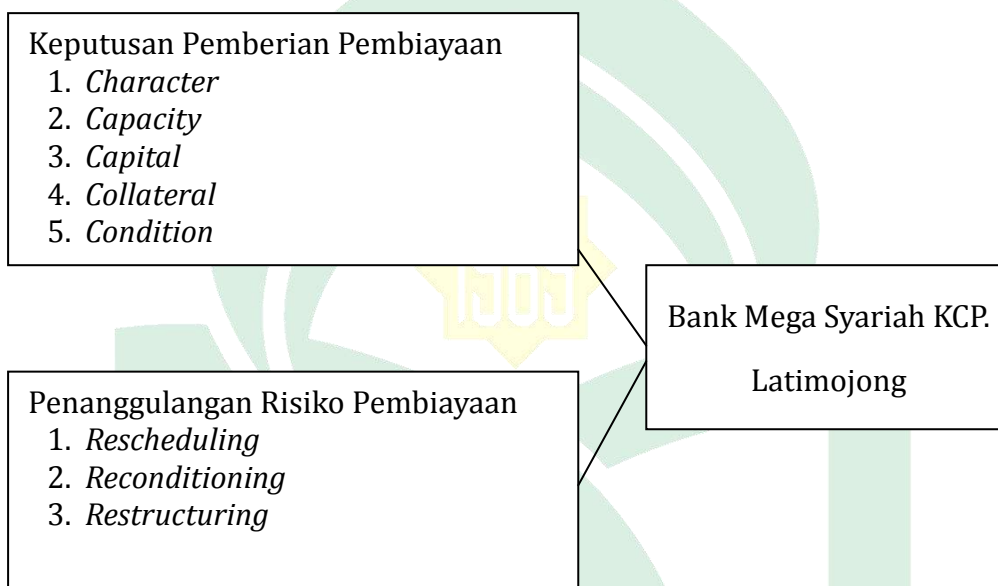 Keputusan Pemberian Pembiayaan
1. Character
2. Capacity
3. Capital
4. Collateral
5. Condition
Bank Mega Syariah KCP.
Latimojong
Penanggulangan Risiko Pembiayaan
1. Rescheduling
2. Reconditioning
3. Restructuring
1965